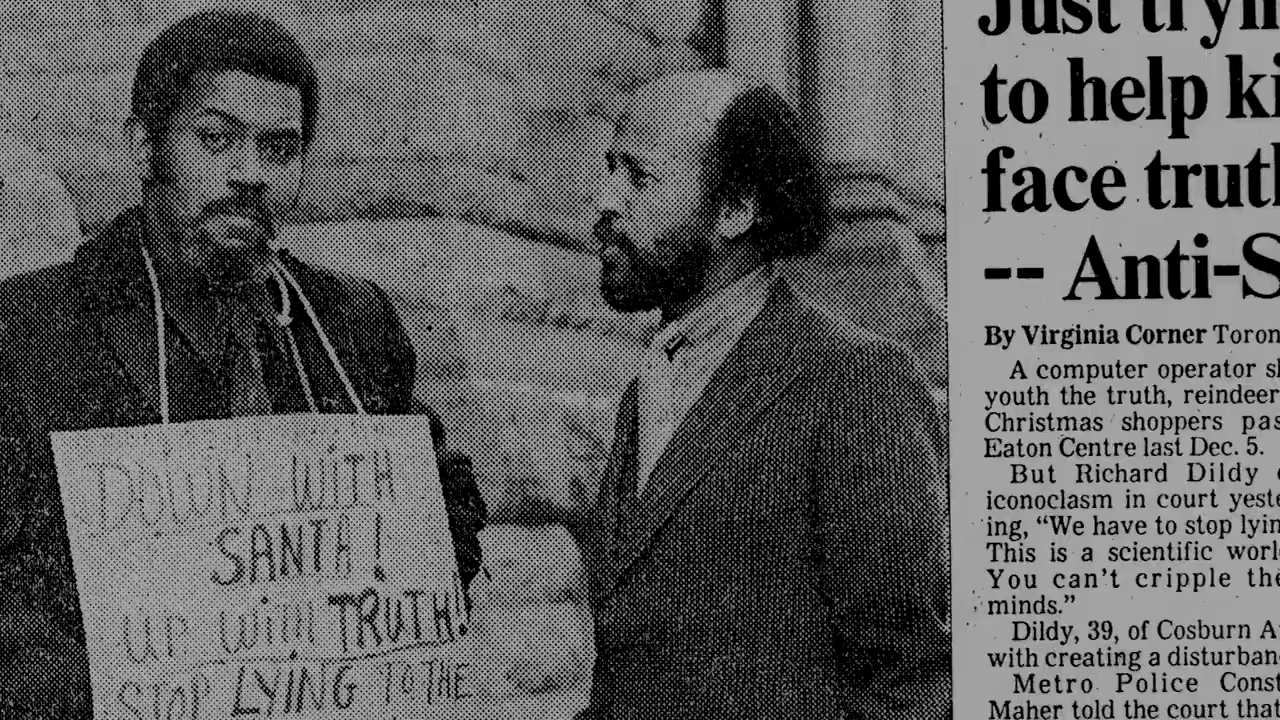 DOWN WITH
SANTA!
UP WITH TRUTH!
STOP LYING TO THE
Just tryin
to help ki
face trut
-- Anti-S
By Virginia Corner Toron
A computer operator s
youth the truth, reindeer
Christmas shoppers pas
Eaton Centre last Dec. 5.
But Richard Dildy
iconoclasm in court yeste
ing, “We have to stop lyin
This is a scientific worl
You can't cripple the
minds.”
Dildy, 39, of Cosburn A
with creating a disturban
Metro Police Const
Maher told the court that